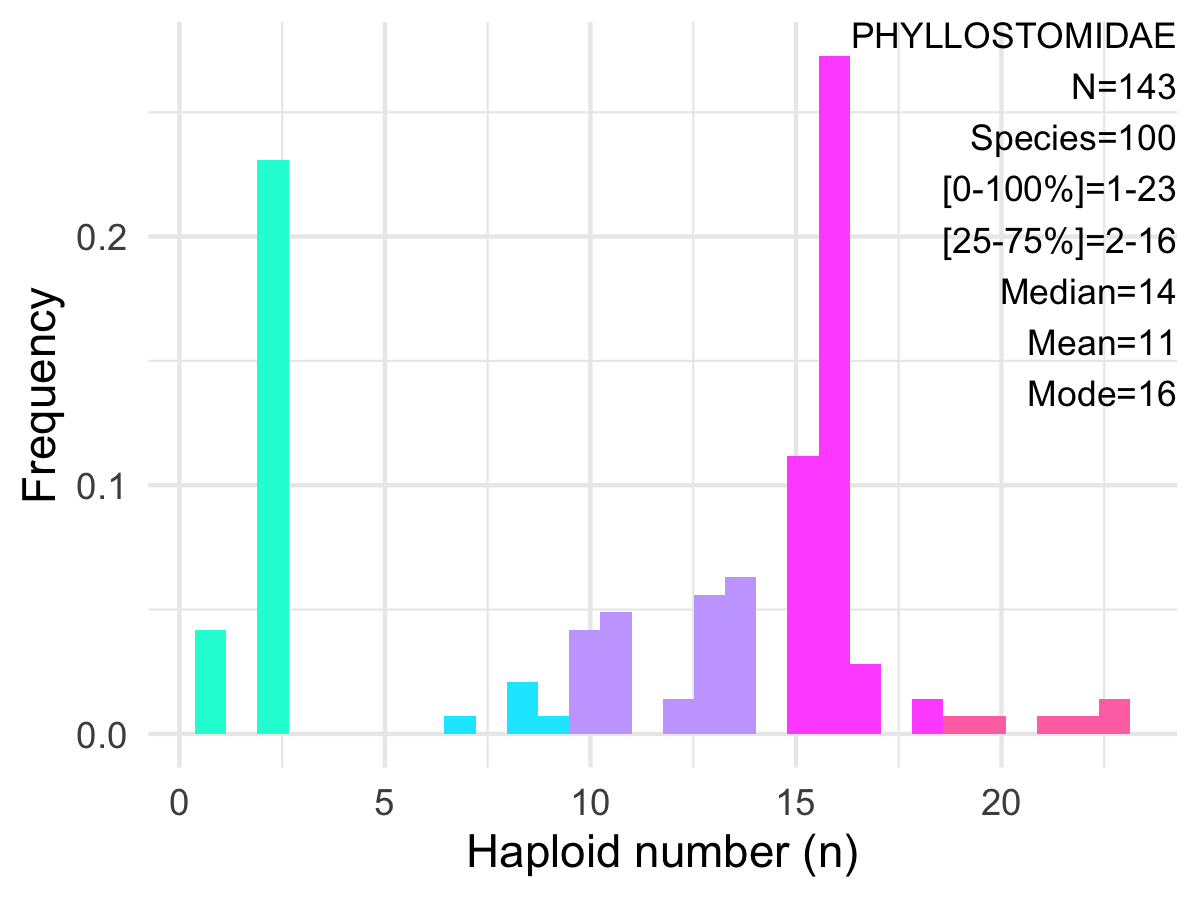 PHYLLOSTOMIDAE
N=143
Species=100
[0-100%]=1-23
[25-75%]=2-16
Median=14
Mean=11
Mode=16
Frequency
0.2
0.1
0.0
0 5 10 15 20
Haploid number (n)